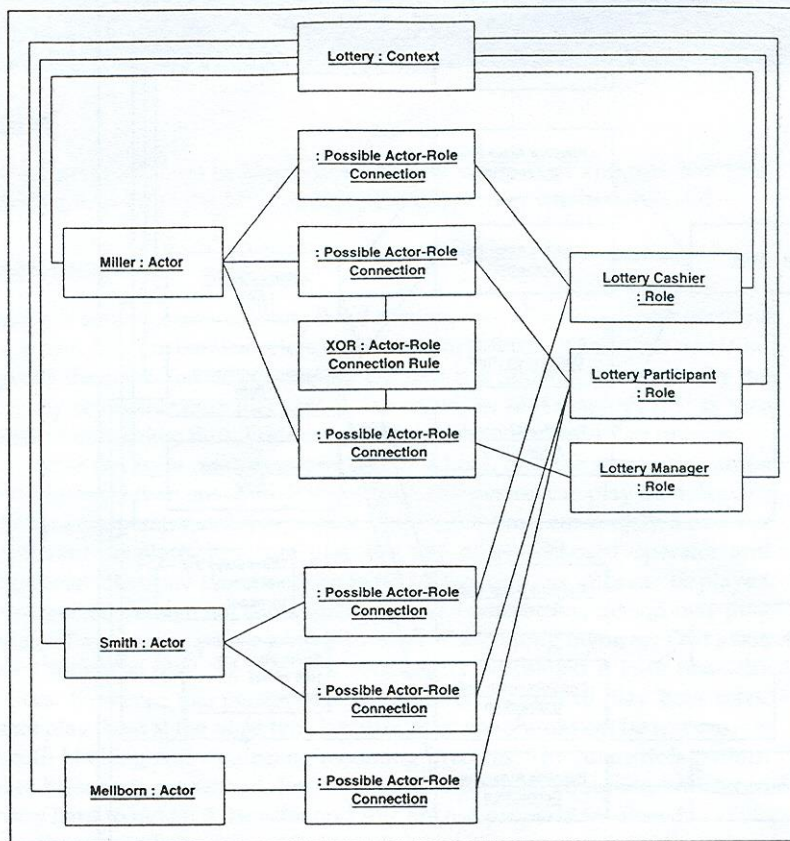 Lottery : Context
: Possible Actor-Role
Connection
Miller : Actor
: Possible Actor-Role
Connection
Lottery Cashier
: Role
XOR : Actor-Role
Connection Rule
Lottery Participant
: Role
: Possible Actor-Role
Connection
Lottery Manager
: Role
: Possible Actor-Role
Connection
Smith : Actor
: Possible Actor-Role
Connection
Mellborn : Actor
: Possible Actor-Role
Connection